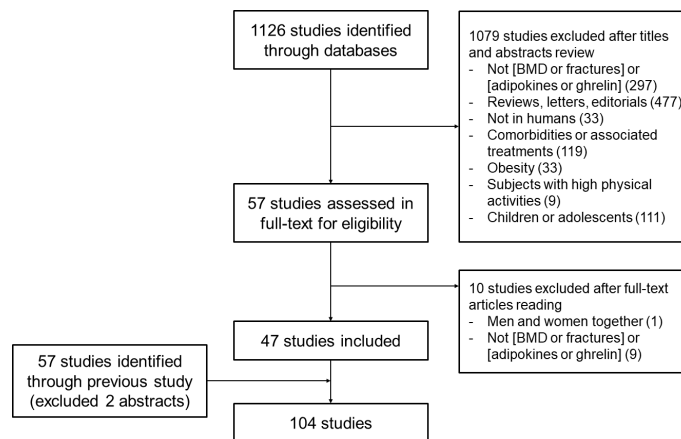 1126 studies identified
through databases
1079 studies excluded after titles
and abstracts review
- Not [BMD or fractures] or
[adipokines or ghrelin] (297)
- Reviews, letters, editorials (477)
- Not in humans (33)
- Comorbidities or associated
treatments (119)
- Obesity (33)
- Subjects with high physical
activities (9)
- Children or adolescents (111)
57 studies assessed in
full-text for eligibility
10 studies excluded after full-text
articles reading
- Men and women together (1)
- Not [BMD or fractures] or
[adipokines or ghrelin] (9)
47 studies included
57 studies identified
through previous study
(excluded 2 abstracts)
104 studies